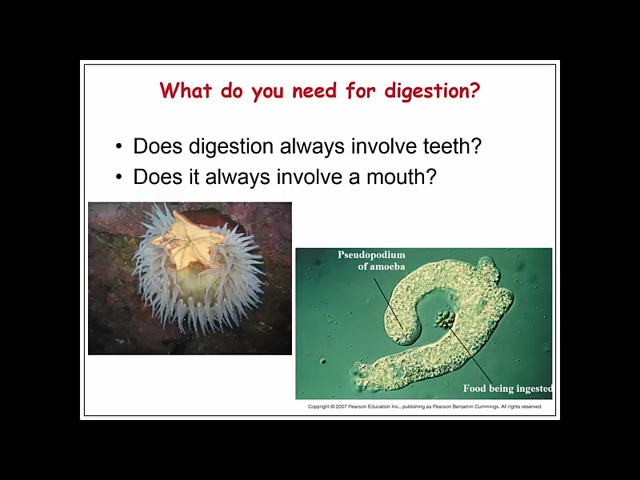 What do you need for digestion?
• Does digestion always involve teeth?
• Does it always involve a mouth?
Pseudopodium
of amoeba
Food being ingested
Copyright © 2007 Pearson Education Inc., publishing as Pearson Benjamin Cummings. All rights reserved.